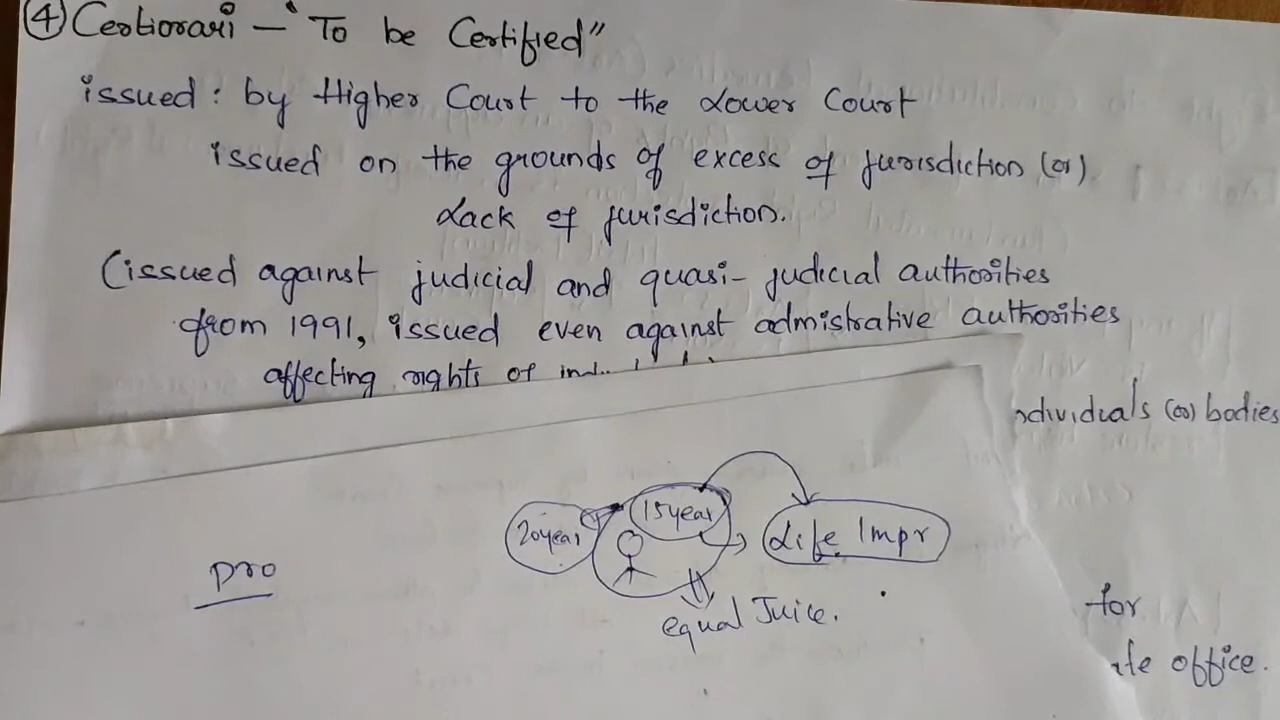 ④ Certiorari – "To be Certified"
issued: by Higher Court to the Lower Court
issued on the grounds of excess of jurisdiction (or)
Lack of jurisdiction.
(issued against judicial and quasi-judicial authorities
from 1991, issued even against admistrative authorities
affecting rights of
ndividuals (or) bodies
20year
15year
Life Impr
pro
equal Juice.
for
office.